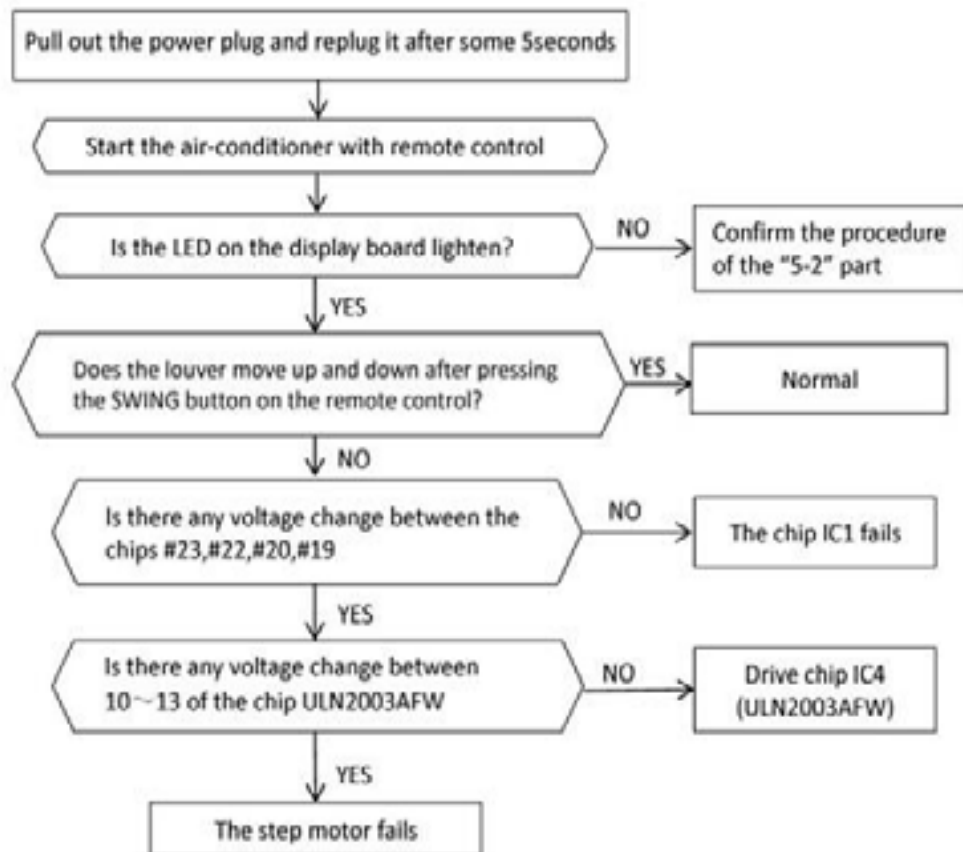 Pull out the power plug and replug it after some 5seconds
Start the air-conditioner with remote control
Is the LED on the display board lighten?
NO
Confirm the procedure
of the "5-2" part
YES
Does the louver move up and down after pressing
the SWING button on the remote control?
YES
Normal
NO
Is there any voltage change between the
chips #23,#22,#20,#19
NO
The chip IC1 fails
YES
Is there any voltage change between
10～13 of the chip ULN2003AFW
NO
Drive chip IC4
(ULN2003AFW)
YES
The step motor fails